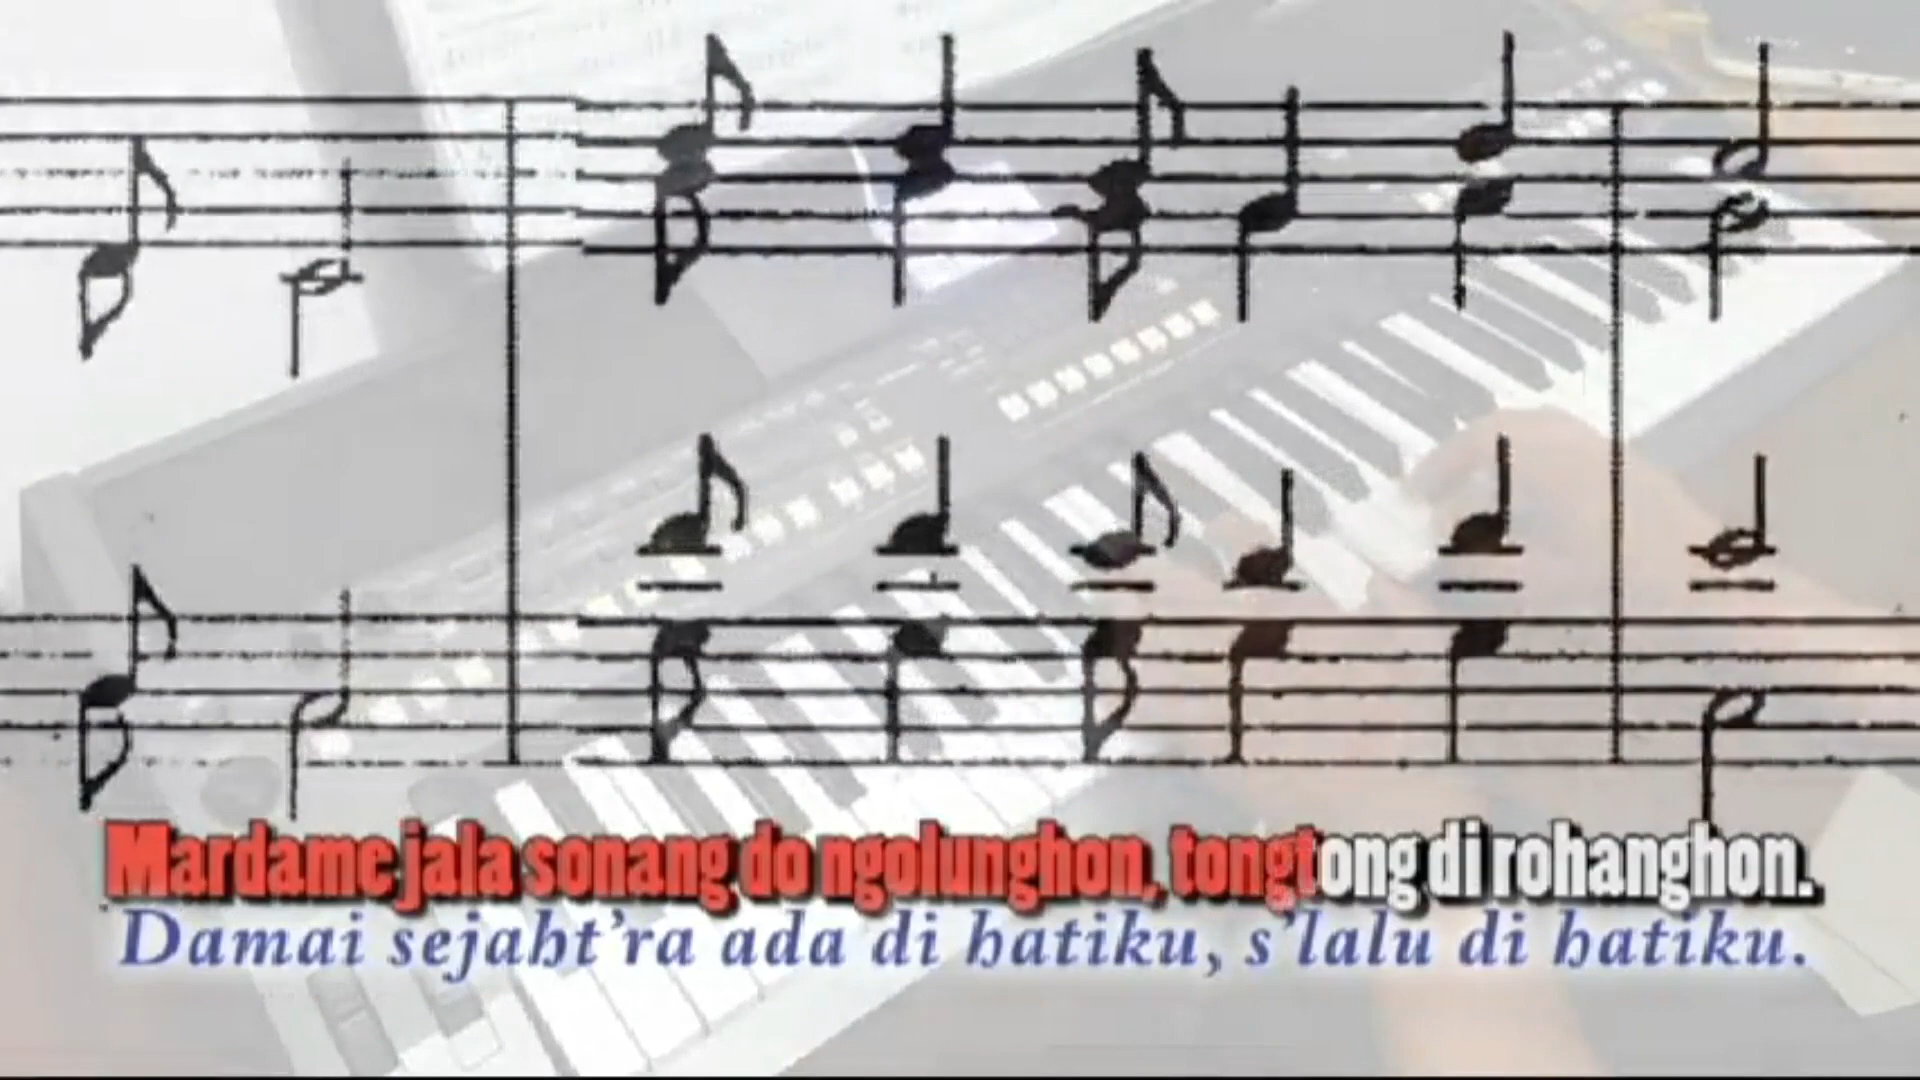 Mardame jala sonang do ngolunghon, tongtong di rohanghon.
Damai sejaht'ra ada di hatiku, s'lalu di hatiku.